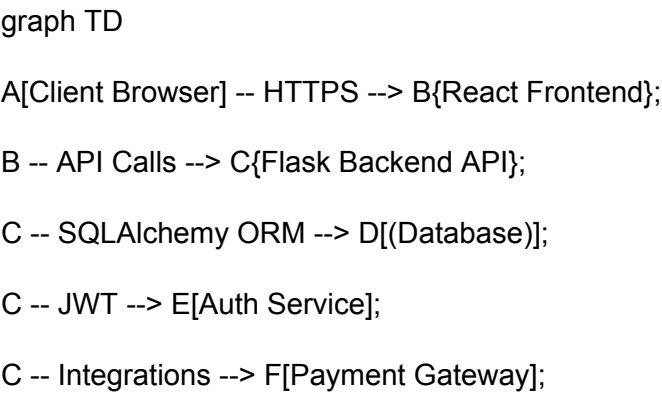 graph TD
A[Client Browser] -- HTTPS --> B{React Frontend};
B -- API Calls --> C{Flask Backend API};
C -- SQLAlchemy ORM --> D[(Database)];
C -- JWT --> E[Auth Service];
C -- Integrations --> F[Payment Gateway];